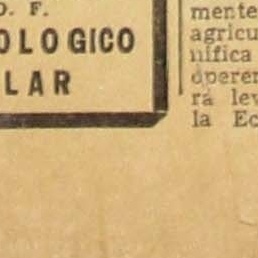 D. F.
OLOGICO
LAR
mente
agricu
nifica
operen
rá lev
la Ec